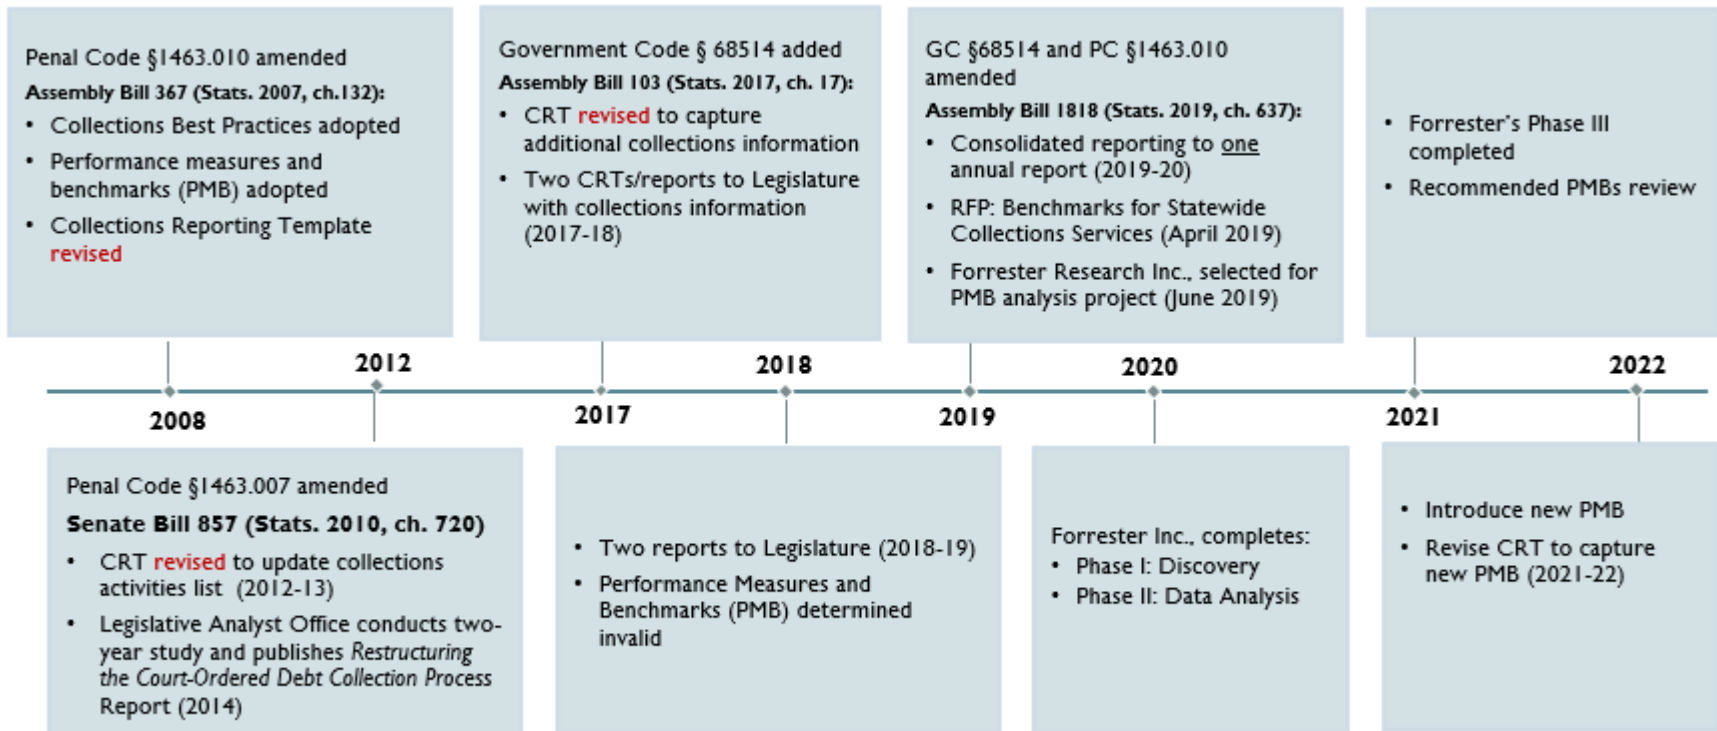 Penal Code §1463.010 amended
Assembly Bill 367 (Stats. 2007, ch.132):
• Collections Best Practices adopted
• Performance measures and
benchmarks (PMB) adopted
• Collections Reporting Template
revised
Government Code § 68514 added
Assembly Bill 103 (Stats. 2017, ch. 17):
• CRT revised to capture
additional collections information
• Two CRTs/reports to Legislature
with collections information
(2017-18)
GC §68514 and PC §1463.010
amended
Assembly Bill 1818 (Stats. 2019, ch. 637):
• Consolidated reporting to one
annual report (2019-20)
• RFP: Benchmarks for Statewide
Collections Services (April 2019)
• Forrester Research Inc., selected for
PMB analysis project (June 2019)
• Forrester's Phase III
completed
• Recommended PMBs review
2008
2012
2017
2018
2019
2020
2021
2022
Penal Code §1463.007 amended
Senate Bill 857 (Stats. 2010, ch. 720)
• CRT revised to update collections
activities list (2012-13)
• Legislative Analyst Office conducts two-
year study and publishes Restructuring
the Court-Ordered Debt Collection Process
Report (2014)
• Two reports to Legislature (2018-19)
• Performance Measures and
Benchmarks (PMB) determined
invalid
Forrester Inc., completes:
• Phase I: Discovery
• Phase II: Data Analysis
• Introduce new PMB
• Revise CRT to capture
new PMB (2021-22)